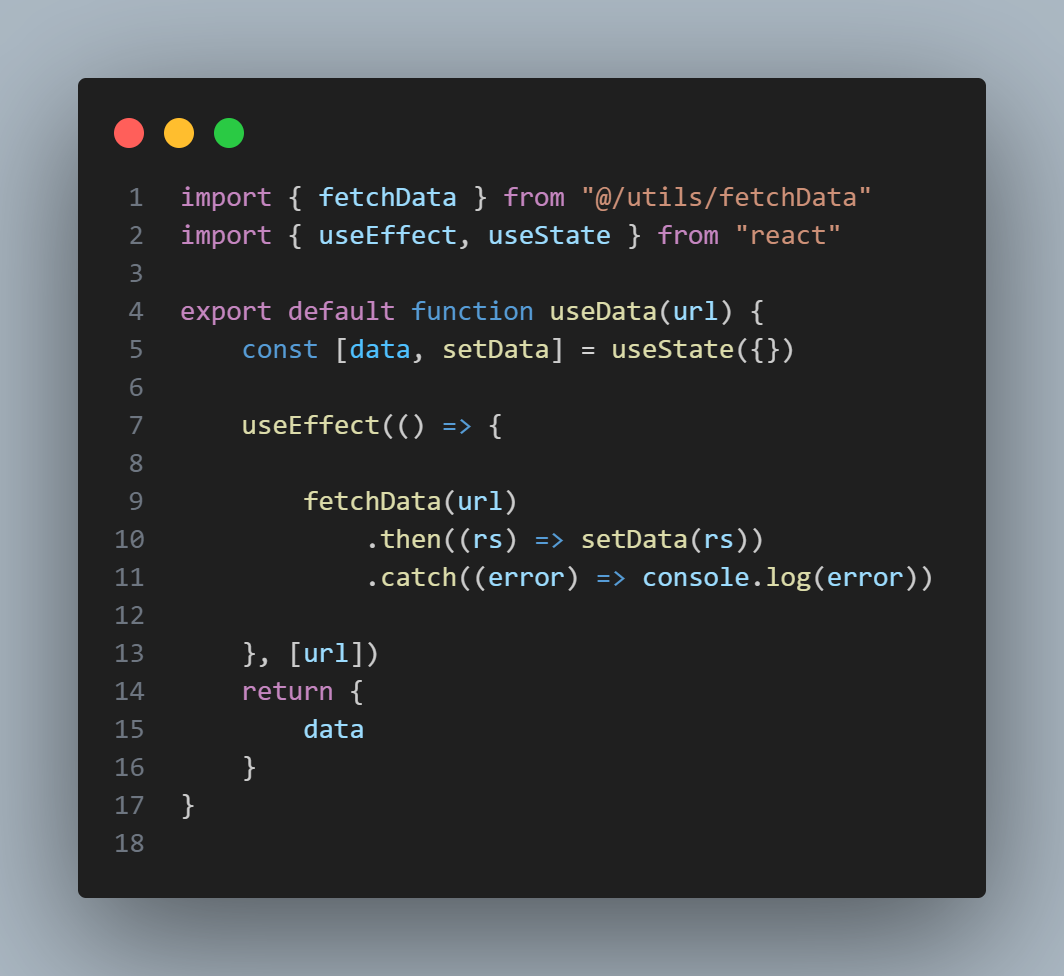 1 import { fetchData } from "@/utils/fetchData"
2 import { useEffect, useState } from "react"
3
4 export default function useData(url) {
5     const [data, setData] = useState({})
6
7     useEffect(() => {
8
9         fetchData(url)
10             .then((rs) => setData(rs))
11             .catch((error) => console.log(error))
12
13     }, [url])
14     return {
15         data
16     }
17 }
18